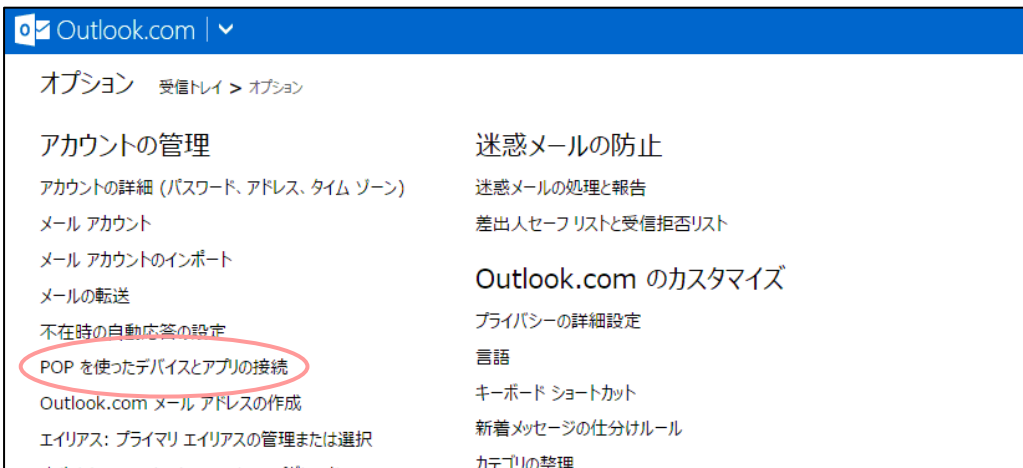 Outlook.com
オプション 受信トレイ > オプション
アカウントの管理
アカウントの詳細 (パスワード、アドレス、タイム ゾーン)
メール アカウント
メール アカウントのインポート
メールの転送
不在時の自動応答の設定
POP を使ったデバイスとアプリの接続
Outlook.com メール アドレスの作成
エイリアス: プライマリ エイリアスの管理または選択
迷惑メールの防止
迷惑メールの処理と報告
差出人セーフ リストと受信拒否リスト
Outlook.com のカスタマイズ
プライバシーの詳細設定
言語
キーボード ショートカット
新着メッセージの仕分けルール
カテゴリの整理